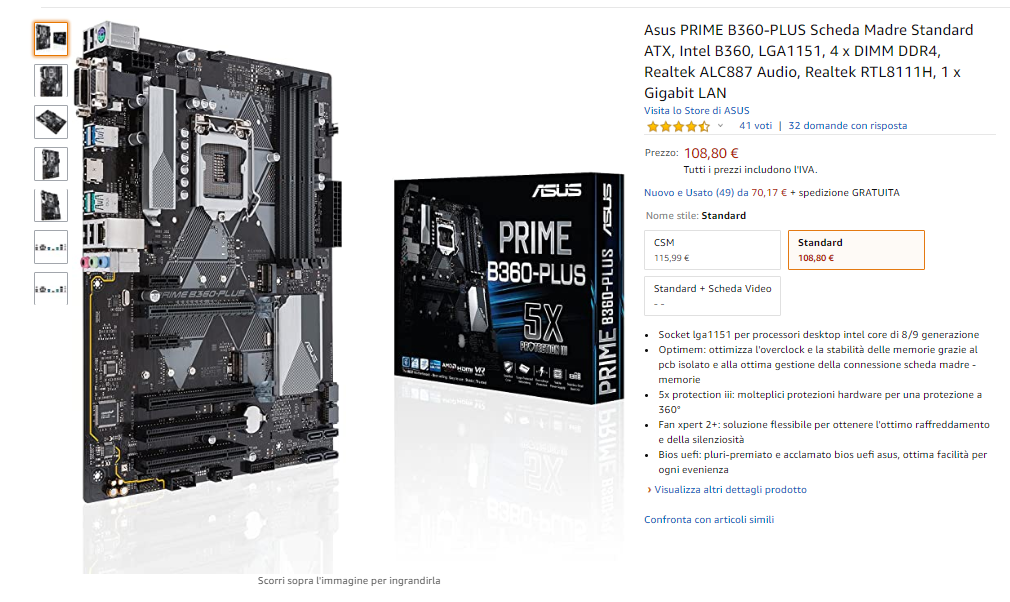 Asus PRIME B360-PLUS Scheda Madre Standard
ATX, Intel B360, LGA1151, 4 x DIMM DDR4,
Realtek ALC887 Audio, Realtek RTL8111H, 1 x
Gigabit LAN
Visita lo Store di ASUS
41 voti | 32 domande con risposta
Prezzo: 108,80 €
Tutti i prezzi includono l'IVA.
Nuovo e Usato (49) da 70,17 € + spedizione GRATUITA
Nome stile: Standard
CSM
115,99 €
Standard
108,80 €
Standard + Scheda Video
- -
Socket lga1151 per processori desktop intel core di 8/9 generazione
Optimem: ottimizza l'overclock e la stabilità delle memorie grazie al
pcb isolato e alla ottima gestione della connessione scheda madre -
memorie
5x protection iii: molteplici protezioni hardware per una protezione a
360°
Fan xpert 2+: soluzione flessibile per ottenere l'ottimo raffreddamento
e della silenziosità
Bios uefi: pluri-premiato e acclamato bios uefi asus, ottima facilità per
ogni evenienza
› Visualizza altri dettagli prodotto
Confronta con articoli simili
PRIME B360-PLUS
ASUS
ASUS
PRIME
B360-PLUS
5X
PROTECTION III
ASUS
PRIME B360-PLUS
Scorri sopra l'immagine per ingrandirla